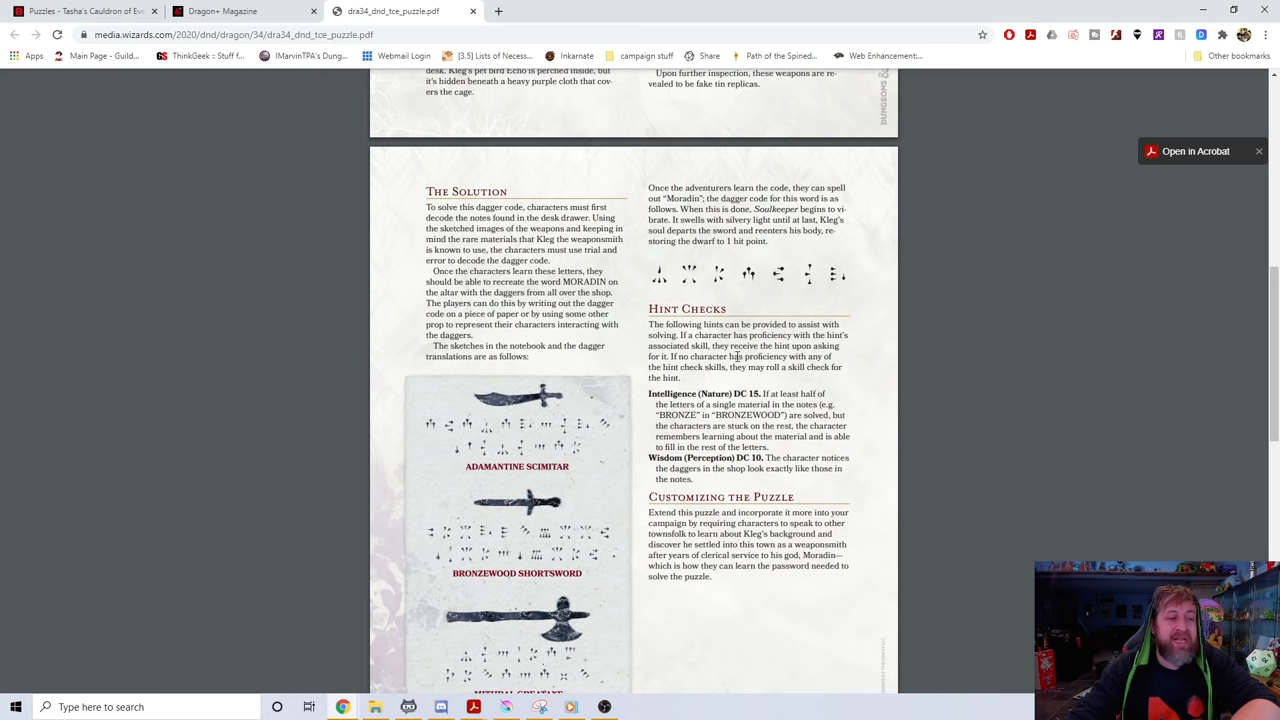 Puzzles - Tasha's Cauldron of Eve
Dragon+ Magazine
dra34_dnd_tce_puzzle.pdf
media.wizards.com/2020/dnd/dragon/34/dra34_dnd_tce_puzzle.pdf
Apps
Main Page - Guild...
ThinkGeek :: Stuff f...
IMarvinTPA's Dung...
Webmail Login
[3.5] Lists of Necess...
Inkarnate
campaign stuff
Share
Path of the Spined...
Web Enhancement:...
Other bookmarks
desk. Kleg's pet bird Echo is perched inside, but
it's hidden beneath a heavy purple cloth that cov-
ers the cage.
Upon further inspection, these weapons are re-
vealed to be fake tin replicas.
DUNGEONS
Open in Acrobat
The Solution
To solve this dagger code, characters must first
decode the notes found in the desk drawer. Using
the sketched images of the weapons and keeping in
mind the rare materials that Kleg the weaponsmith
is known to use, the characters must use trial and
error to decode the dagger code.
Once the characters learn these letters, they
should be able to recreate the word MORADIN on
the altar with the daggers from all over the shop.
The players can do this by writing out the dagger
code on a piece of paper or by using some other
prop to represent their characters interacting with
the daggers.
The sketches in the notebook and the dagger
translations are as follows:
ADAMANTINE SCIMITAR
BRONZEWOOD SHORTSWORD
MITHRAL GREATAXE
Once the adventurers learn the code, they can spell
out “Moradin”; the dagger code for this word is as
follows. When this is done, Soulkeeper begins to vi-
brate. It swells with silvery light until at last, Kleg's
soul departs the sword and reenters his body, re-
storing the dwarf to 1 hit point.
Hint Checks
The following hints can be provided to assist with
solving. If a character has proficiency with the hint's
associated skill, they receive the hint upon asking
for it. If no character has proficiency with any of
the hint check skills, they may roll a skill check for
the hint.
Intelligence (Nature) DC 15. If at least half of
the letters of a single material in the notes (e.g.
“BRONZE” in “BRONZEWOOD”) are solved, but
the characters are stuck on the rest, the character
remembers learning about the material and is able
to fill in the rest of the letters.
Wisdom (Perception) DC 10. The character notices
the daggers in the shop look exactly like those in
the notes.
Customizing the Puzzle
Extend this puzzle and incorporate it more into your
campaign by requiring characters to speak to other
townsfolk to learn about Kleg's background and
discover he settled into this town as a weaponsmith
after years of clerical service to his god, Moradin—
which is how they can learn the password needed to
solve the puzzle.
Type here to search